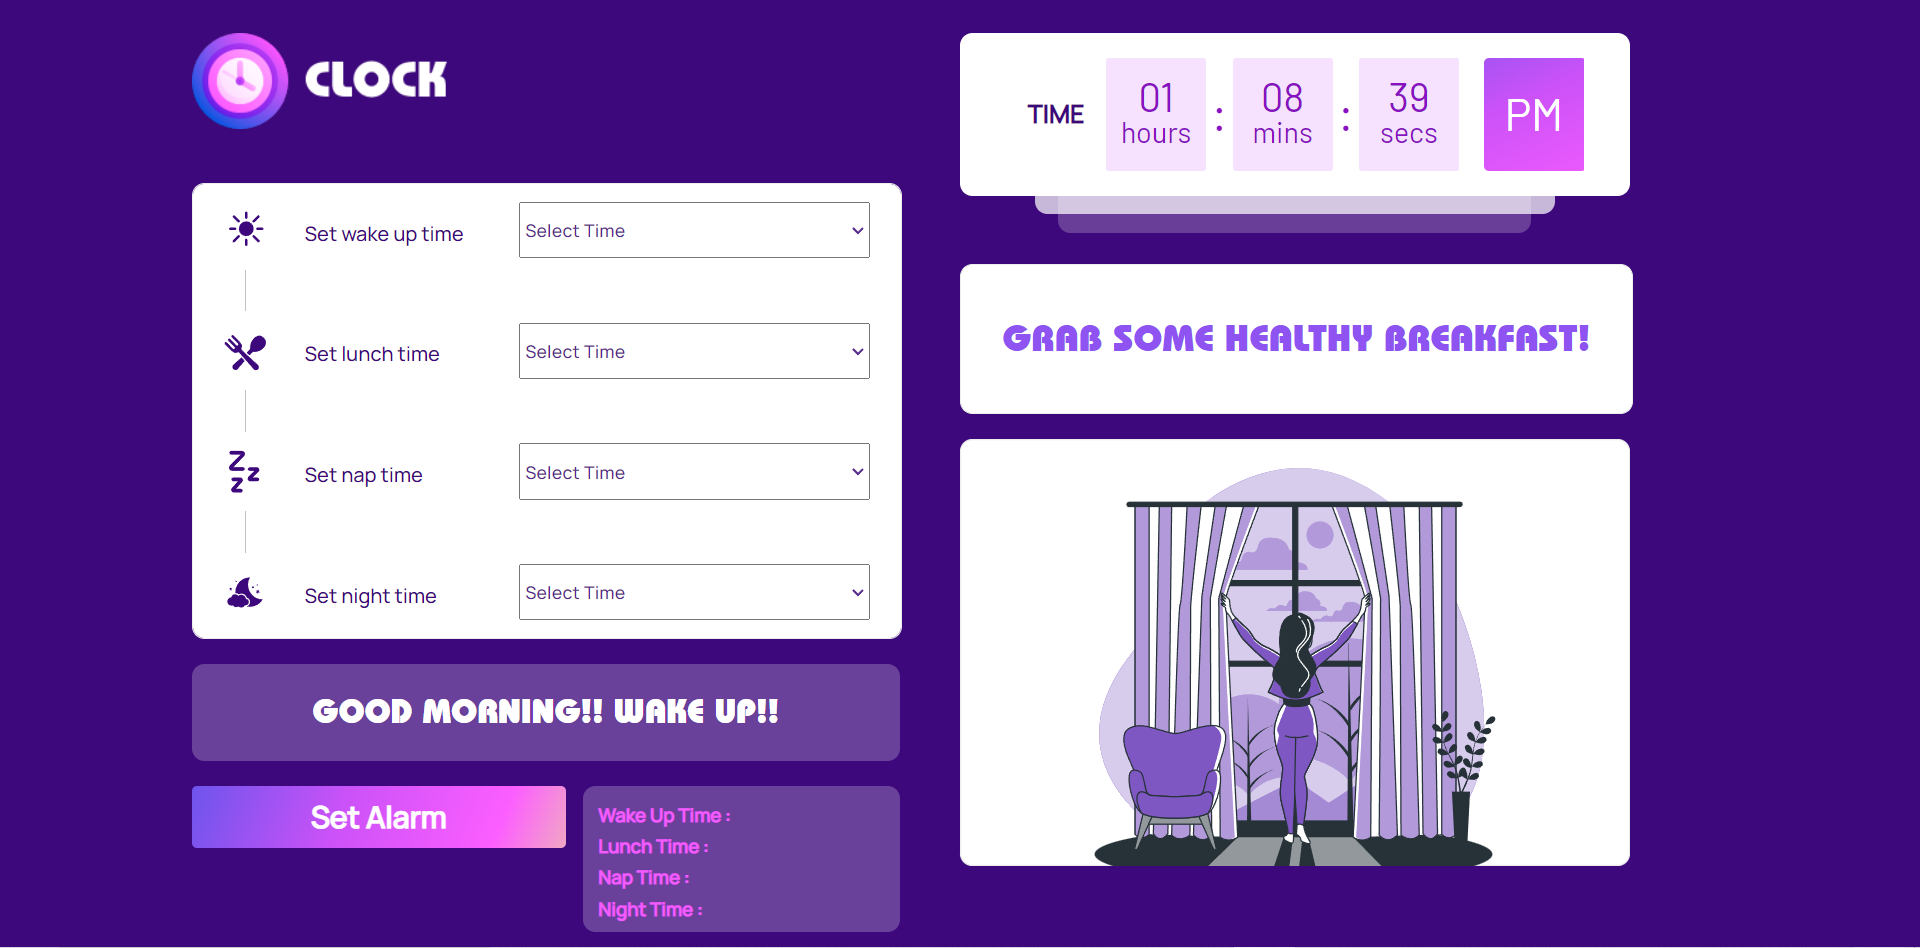 CLOCK
TIME
01 : 08 : 39 PM
hours mins secs
Set wake up time Select Time
Set lunch time Select Time
Set nap time Select Time
Set night time Select Time
GOOD MORNING!! WAKE UP!!
Set Alarm
Wake Up Time :
Lunch Time :
Nap Time :
Night Time :
GRAB SOME HEALTHY BREAKFAST!